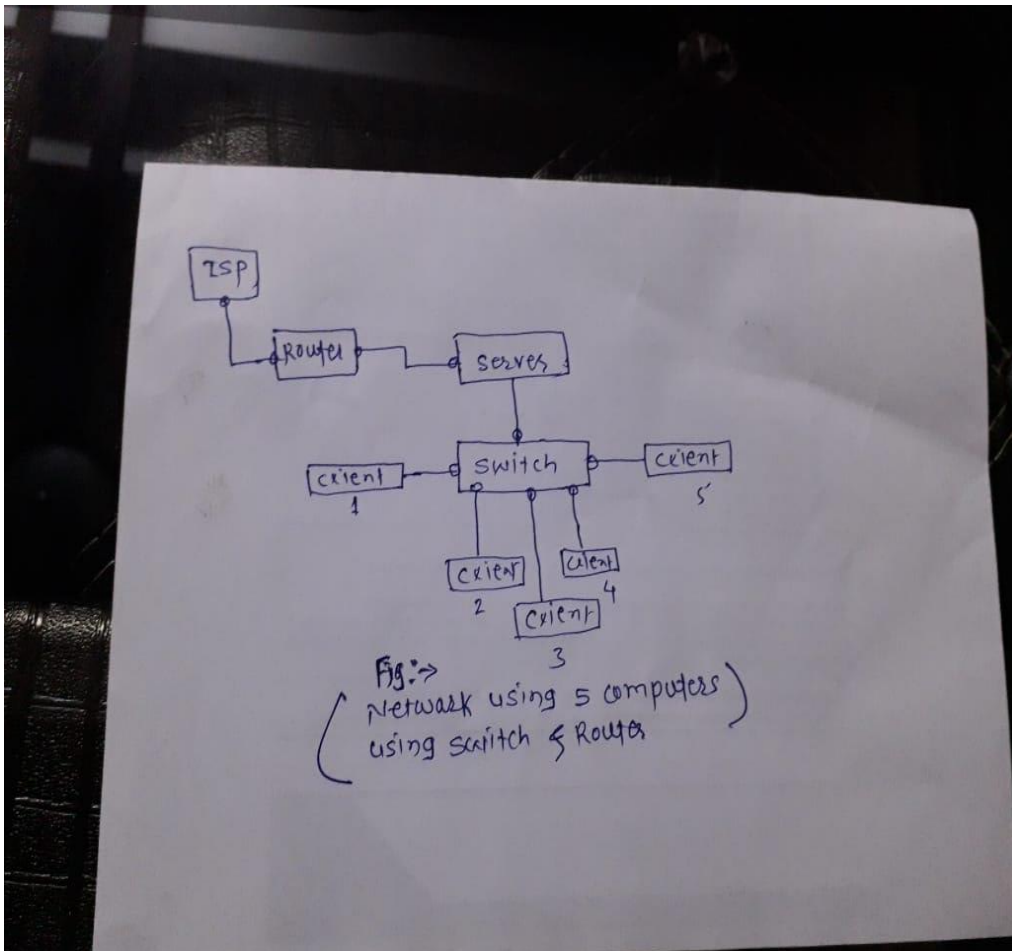 ISP
Router
Server
Switch
Client
1
Client
5
Client
2
Client
4
Client
3
Fig:→
(Network using 5 computers)
using switch & Router